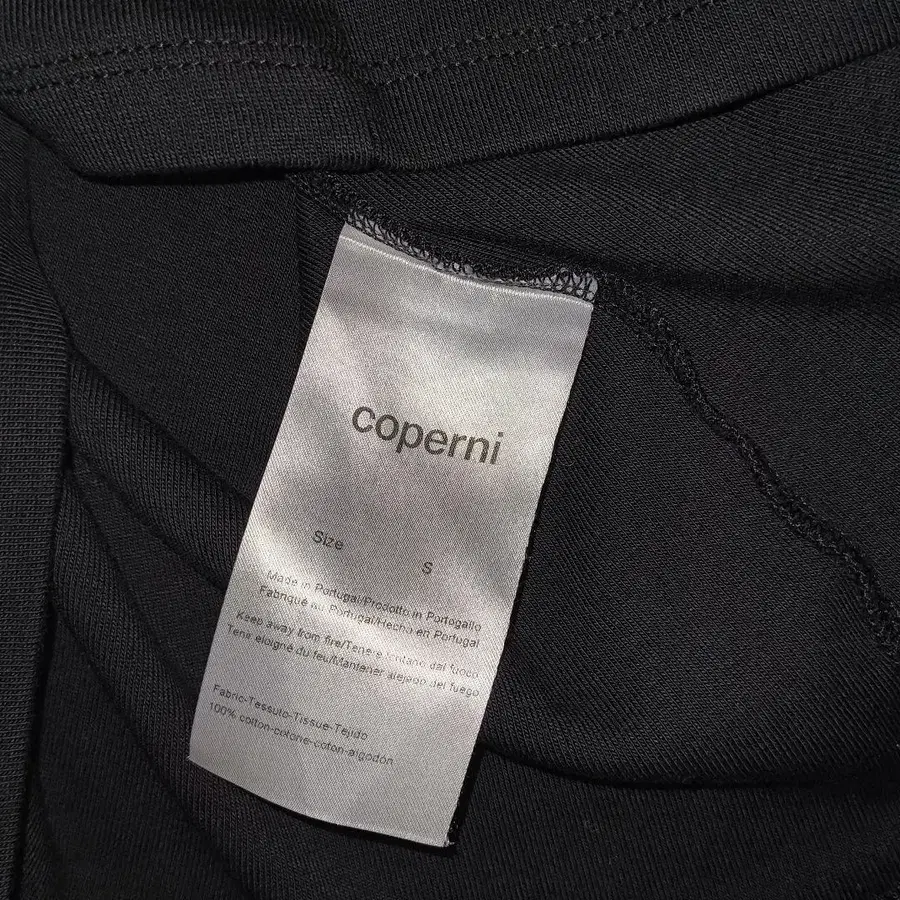 coperni
Size
S
Made in Portugal/Prodotto in Portogallo
Fabriqué au Portugal/Hecho en Portugal
Keep away from fire/Tenere lontano dal fuoco
Tenir eloigné du feu/Mantener alejado del fuego
Fabric-Tessuto-Tissue-Tejido
100% cotton-cotone-coton-algodón